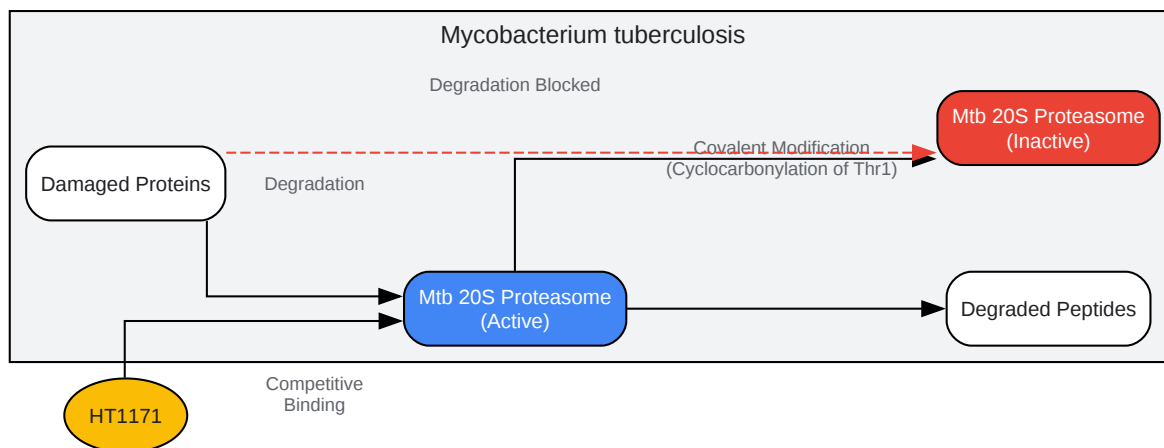 Mycobacterium tuberculosis
Degradation Blocked
Mtb 20S Proteasome
(Inactive)
Covalent Modification
(Cyclocarbonylation of Thr1)
Damaged Proteins
Degradation
Mtb 20S Proteasome
(Active)
Degraded Peptides
Competitive
Binding
HT1171